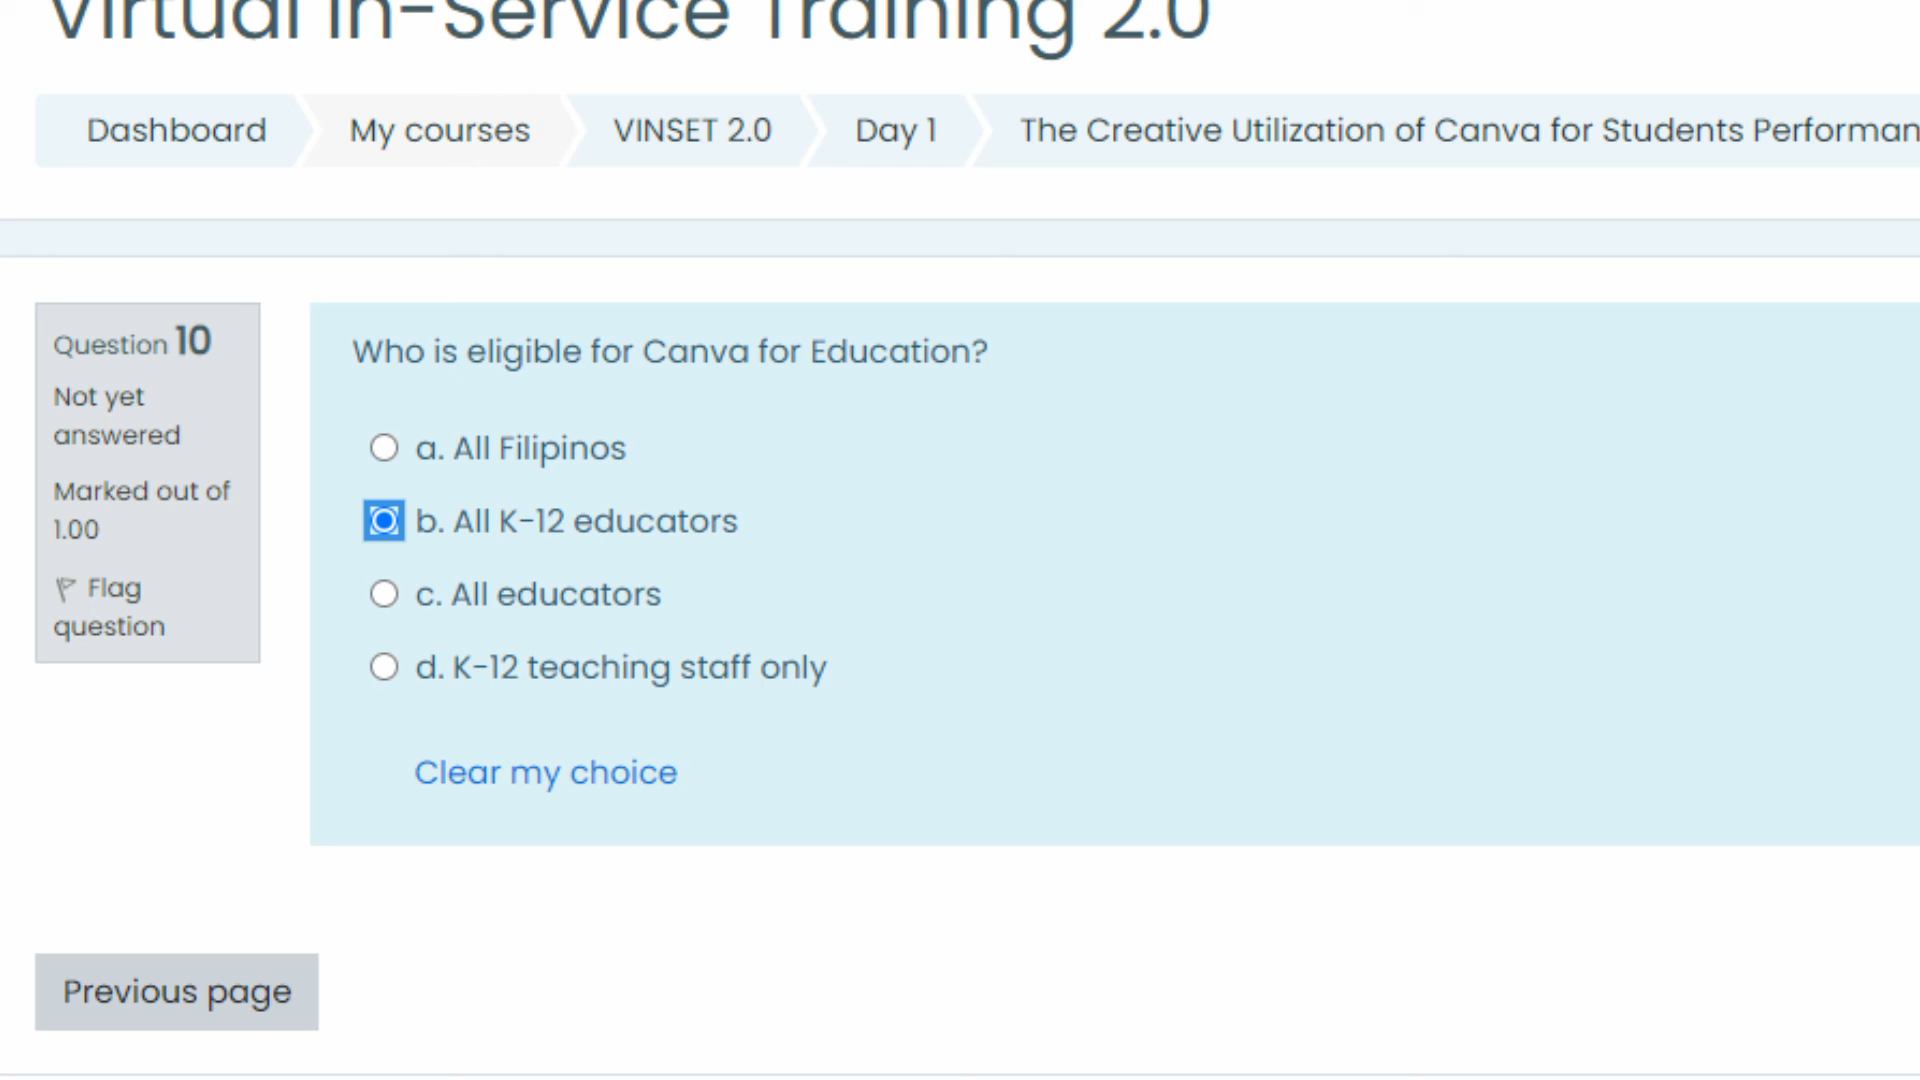 Virtual In-Service Training 2.0
Dashboard My courses VINSET 2.0 Day 1 The Creative Utilization of Canva for Students Performan
Question 10
Not yet
answered
Marked out of
1.00
Flag
question
Who is eligible for Canva for Education?
a. All Filipinos
b. All K-12 educators
c. All educators
d. K-12 teaching staff only
Clear my choice
Previous page